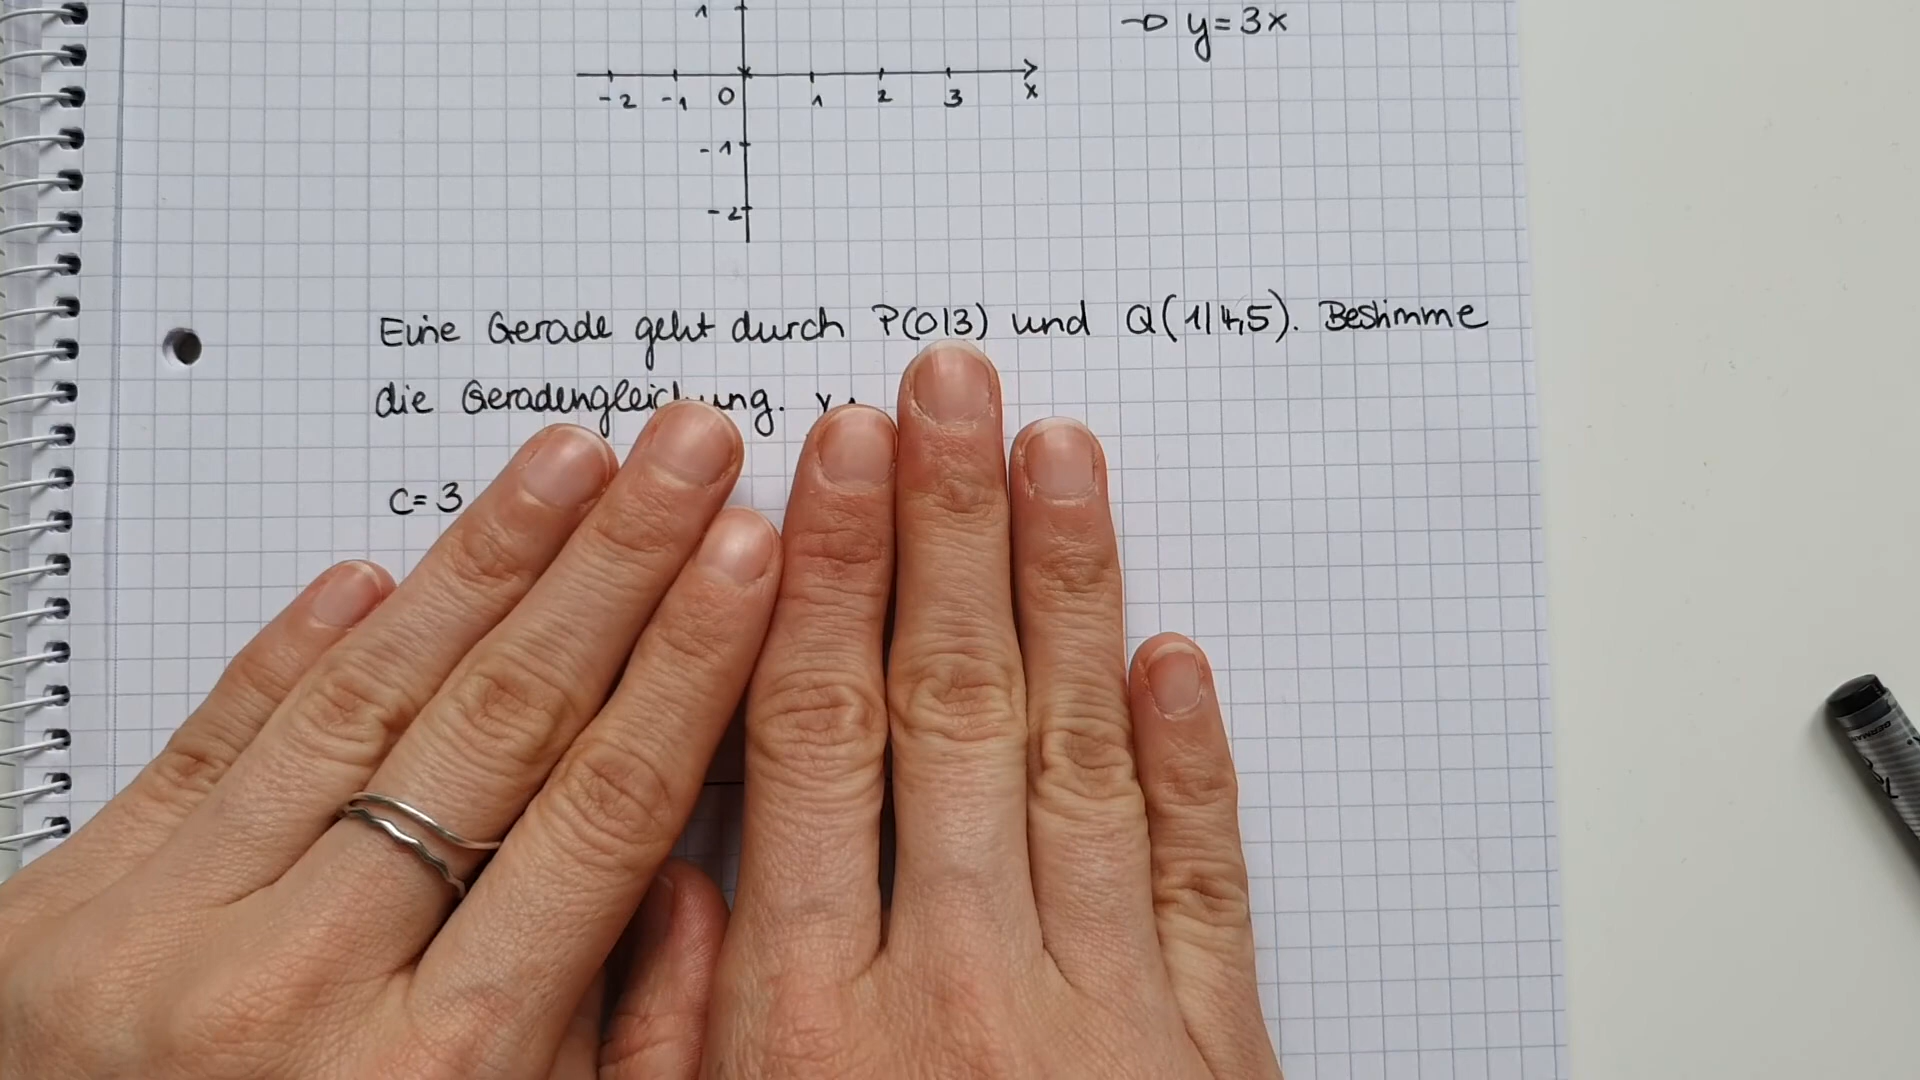 1
→ y = 3x
-2 -1 0 1 2 3 x
-1
-2
Eine Gerade geht durch P(0|3) und Q(1|4,5). Bestimme
die Geradengleichung.
c = 3